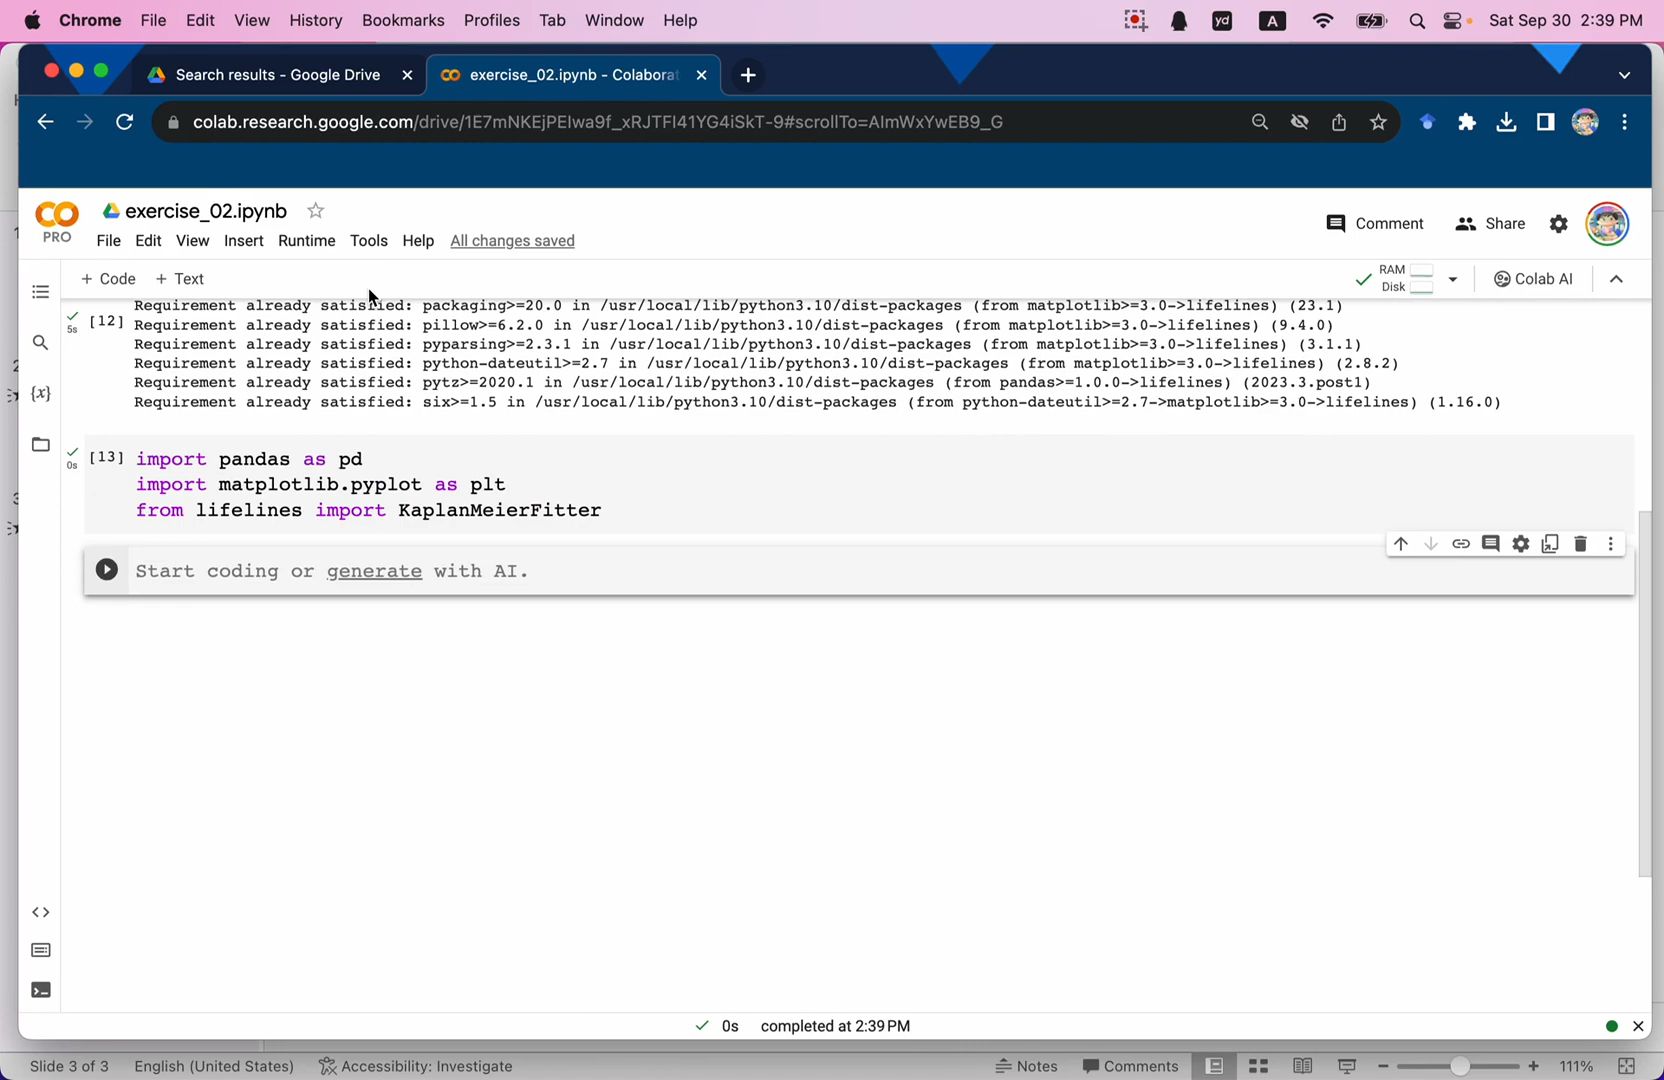 Chrome File Edit View History Bookmarks Profiles Tab Window Help yd A Sat Sep 30 2:39 PM
Search results - Google Drive exercise_02.ipynb - Colaborat
colab.research.google.com/drive/1E7mNKEjPEIwa9f_xRJTFI41YG4iSkT-9#scrollTo=AImWxYwEB9_G
CO PRO
exercise_02.ipynb
File Edit View Insert Runtime Tools Help All changes saved
Comment Share
+ Code + Text
RAM
Disk
Colab AI
Requirement already satisfied: packaging>=20.0 in /usr/local/lib/python3.10/dist-packages (from matplotlib>=3.0->lifelines) (23.1)
5s [12] Requirement already satisfied: pillow>=6.2.0 in /usr/local/lib/python3.10/dist-packages (from matplotlib>=3.0->lifelines) (9.4.0)
Requirement already satisfied: pyparsing>=2.3.1 in /usr/local/lib/python3.10/dist-packages (from matplotlib>=3.0->lifelines) (3.1.1)
Requirement already satisfied: python-dateutil>=2.7 in /usr/local/lib/python3.10/dist-packages (from matplotlib>=3.0->lifelines) (2.8.2)
Requirement already satisfied: pytz>=2020.1 in /usr/local/lib/python3.10/dist-packages (from pandas>=1.0.0->lifelines) (2023.3.post1)
Requirement already satisfied: six>=1.5 in /usr/local/lib/python3.10/dist-packages (from python-dateutil>=2.7->matplotlib>=3.0->lifelines) (1.16.0)
0s [13] import pandas as pd
import matplotlib.pyplot as plt
from lifelines import KaplanMeierFitter
Start coding or generate with AI.
0s completed at 2:39 PM
Slide 3 of 3 English (United States) Accessibility: Investigate Notes Comments 111%